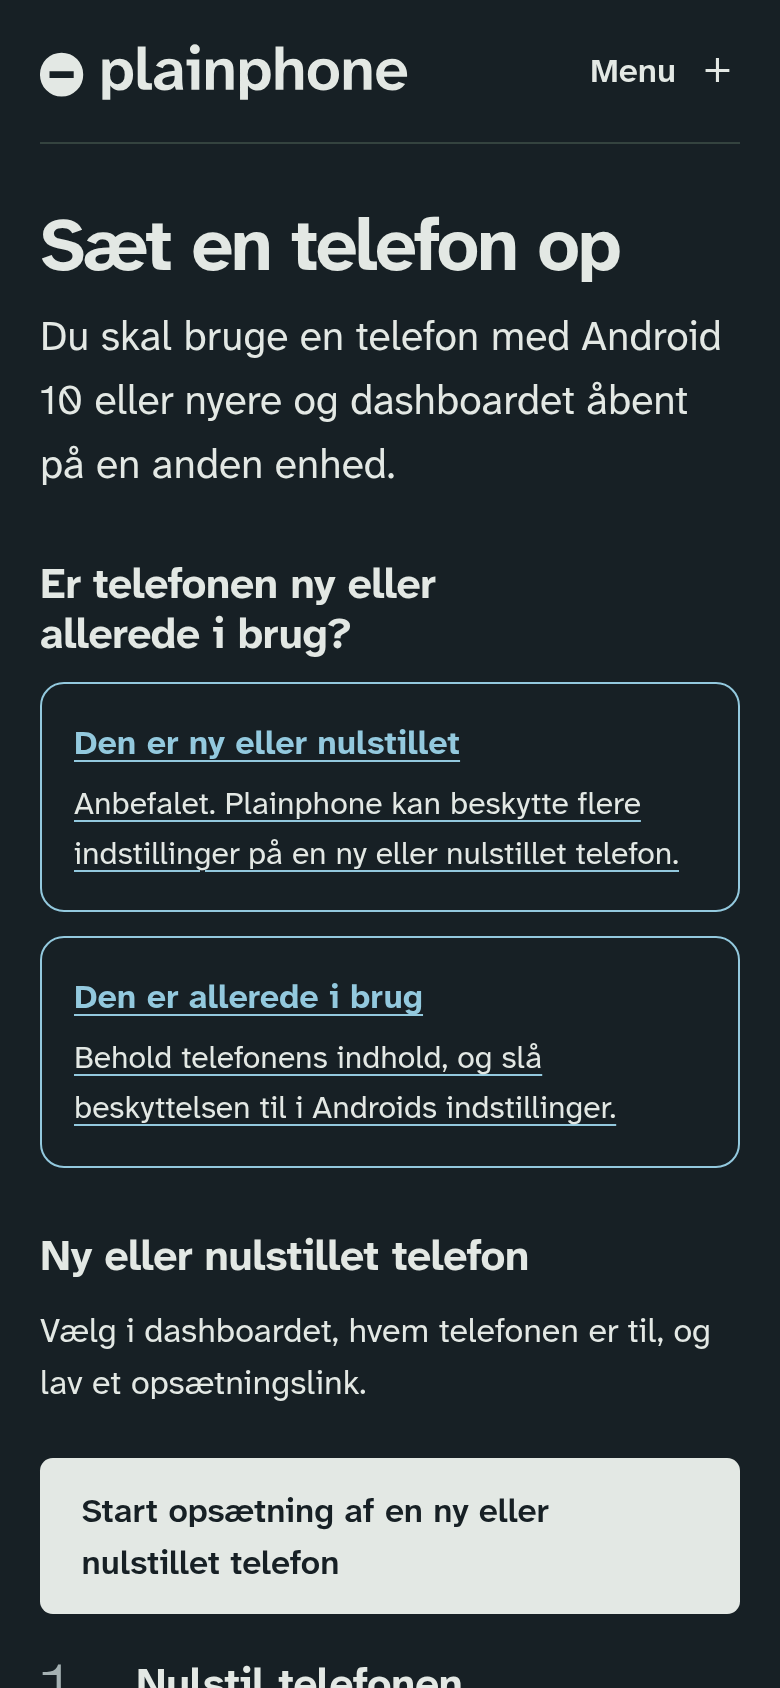 plainphone
Menu +
Sæt en telefon op
Du skal bruge en telefon med Android
10 eller nyere og dashboardet åbent
på en anden enhed.
Er telefonen ny eller
allerede i brug?
Den er ny eller nulstillet
Anbefalet. Plainphone kan beskytte flere
indstillinger på en ny eller nulstillet telefon.
Den er allerede i brug
Behold telefonens indhold, og slå
beskyttelsen til i Androids indstillinger.
Ny eller nulstillet telefon
Vælg i dashboardet, hvem telefonen er til, og
lav et opsætningslink.
Start opsætning af en ny eller
nulstillet telefon
1 Nulstil telefonen